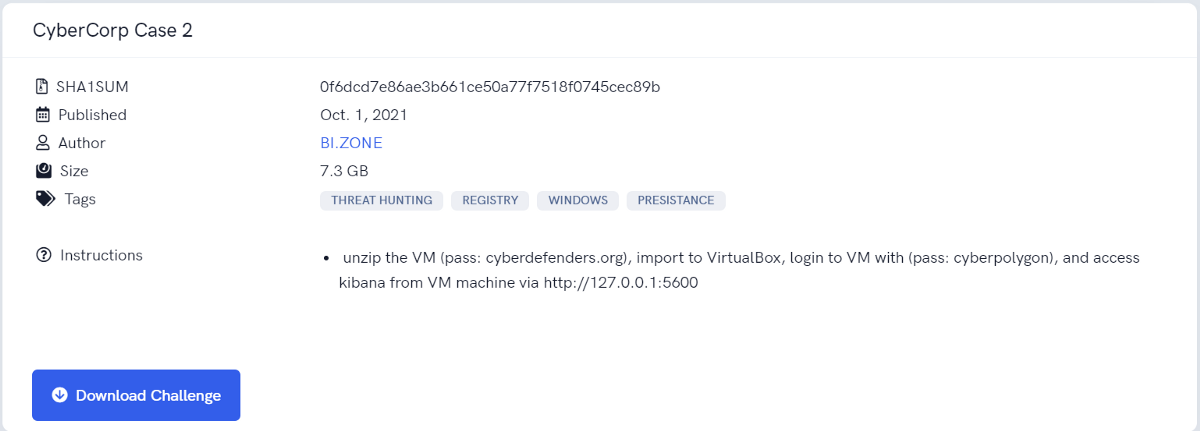 CyberCorp Case 2
SHA1SUM 0f6dcd7e86ae3b661ce50a77f7518f0745cec89b
Published Oct. 1, 2021
Author BI.ZONE
Size 7.3 GB
Tags THREAT HUNTING REGISTRY WINDOWS PRESISTANCE
Instructions • unzip the VM (pass: cyberdefenders.org), import to VirtualBox, login to VM with (pass: cyberpolygon), and access
kibana from VM machine via http://127.0.0.1:5600
Download Challenge